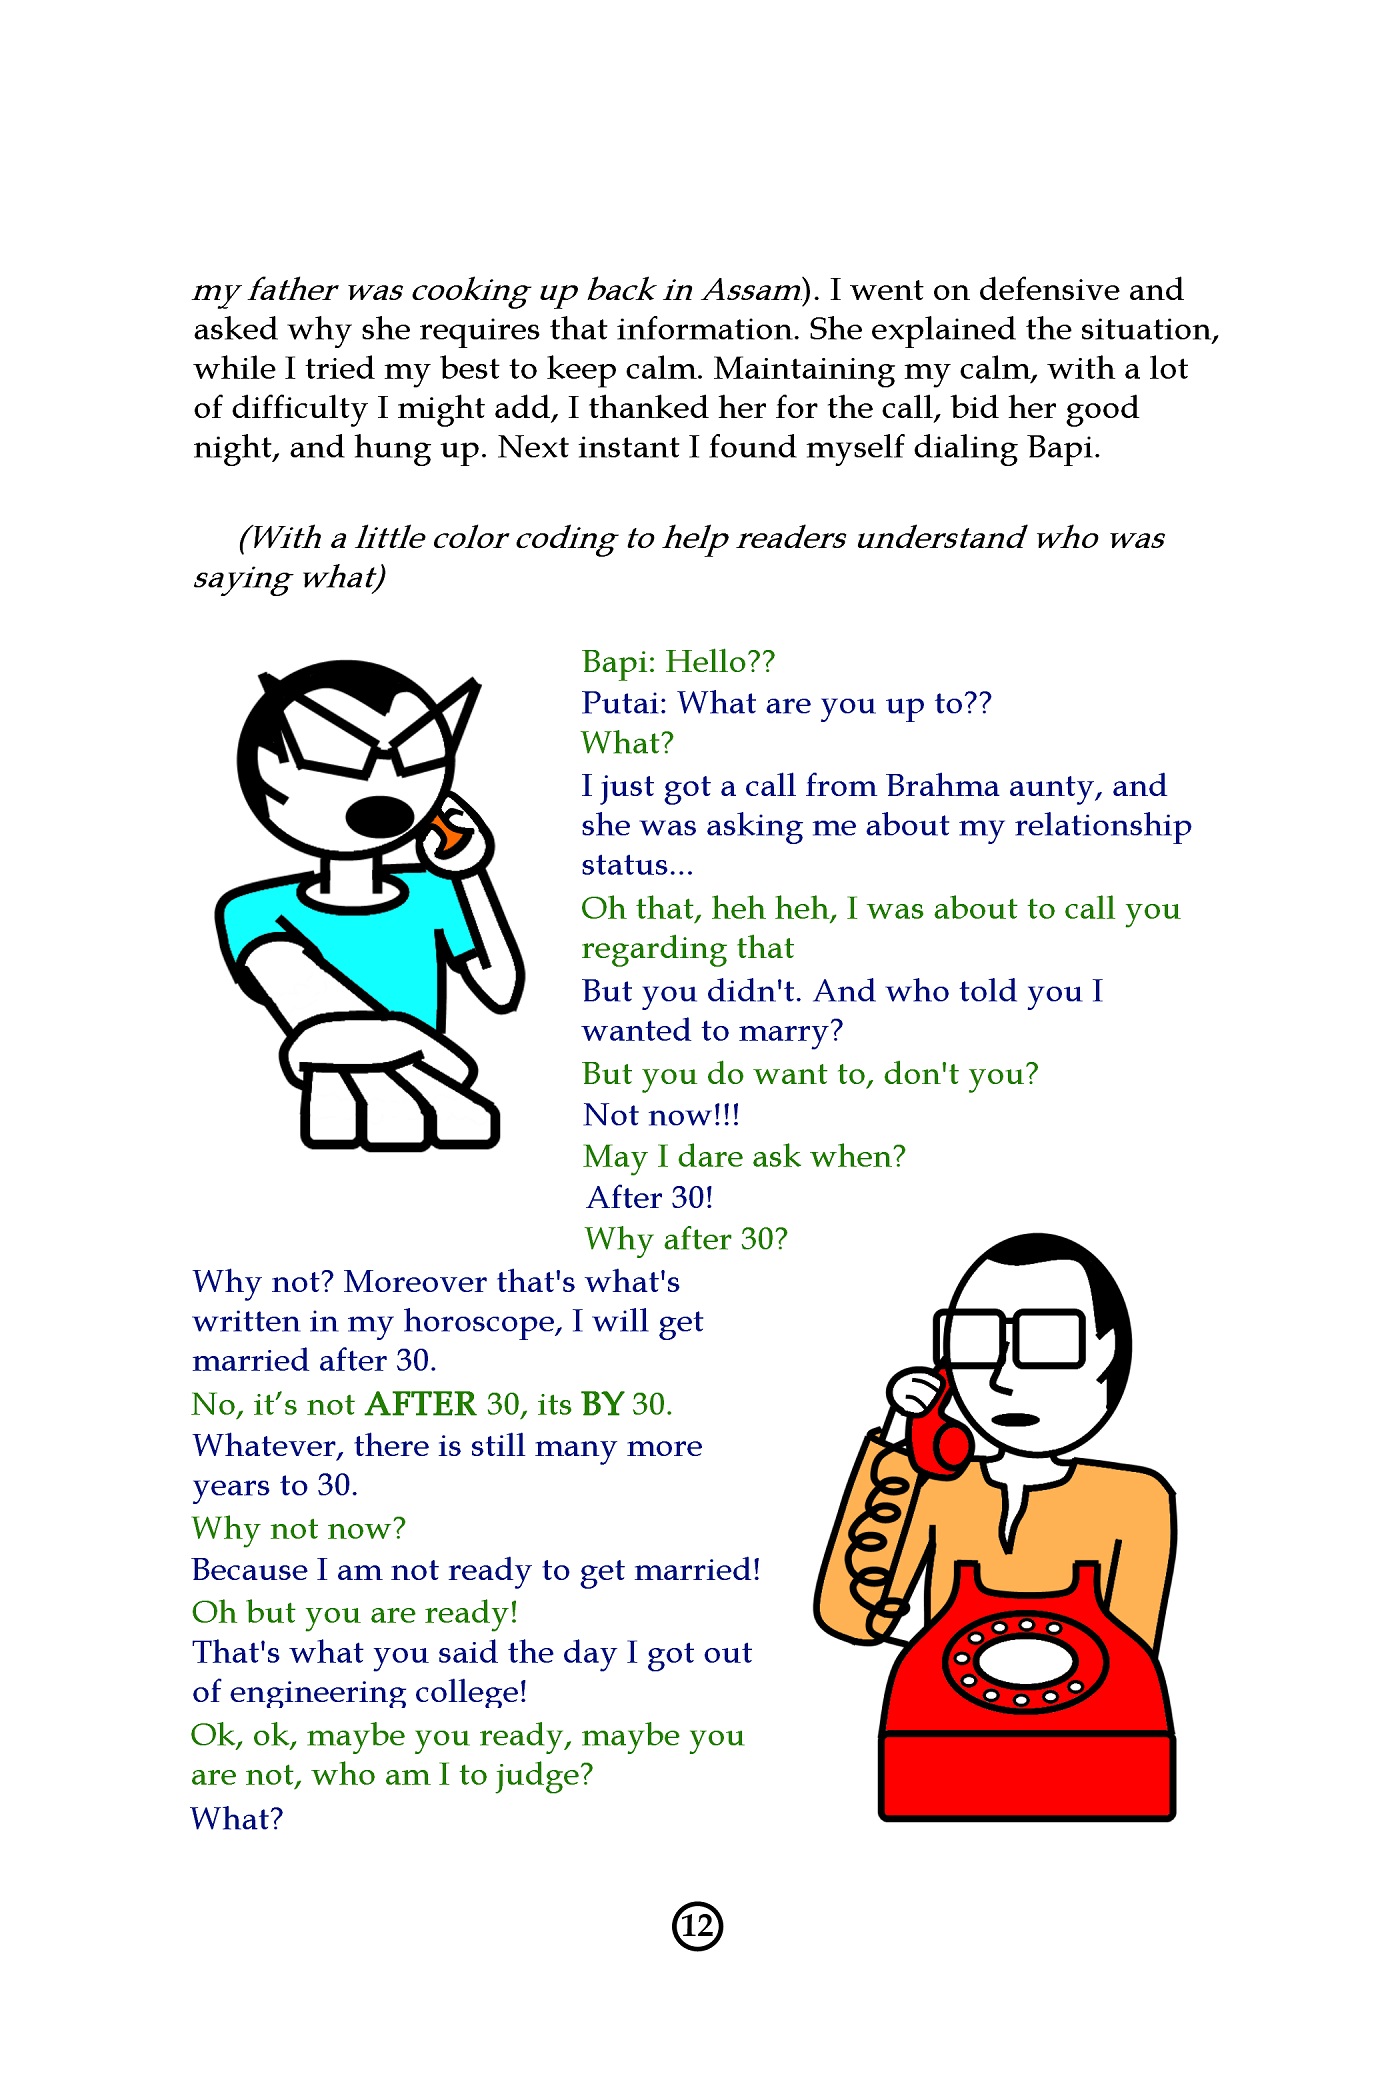 my father was cooking up back in Assam). I went on defensive and
asked why she requires that information. She explained the situation,
while I tried my best to keep calm. Maintaining my calm, with a lot
of difficulty I might add, I thanked her for the call, bid her good
night, and hung up. Next instant I found myself dialing Bapi.
(With a little color coding to help readers understand who was
saying what)
Bapi: Hello??
Putai: What are you up to??
What?
I just got a call from Brahma aunty, and
she was asking me about my relationship
status...
Oh that, heh heh, I was about to call you
regarding that
But you didn't. And who told you I
wanted to marry?
But you do want to, don't you?
Not now!!!
May I dare ask when?
After 30!
Why after 30?
Why not? Moreover that's what's
written in my horoscope, I will get
married after 30.
No, it’s not AFTER 30, its BY 30.
Whatever, there is still many more
years to 30.
Why not now?
Because I am not ready to get married!
Oh but you are ready!
That's what you said the day I got out
of engineering college!
Ok, ok, maybe you ready, maybe you
are not, who am I to judge?
What?
12